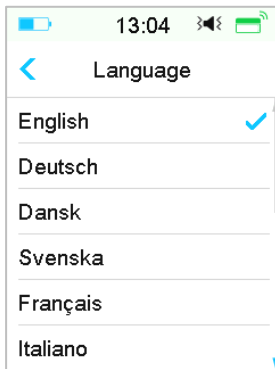 13:04
Language
English
Deutsch
Dansk
Svenska
Français
Italiano